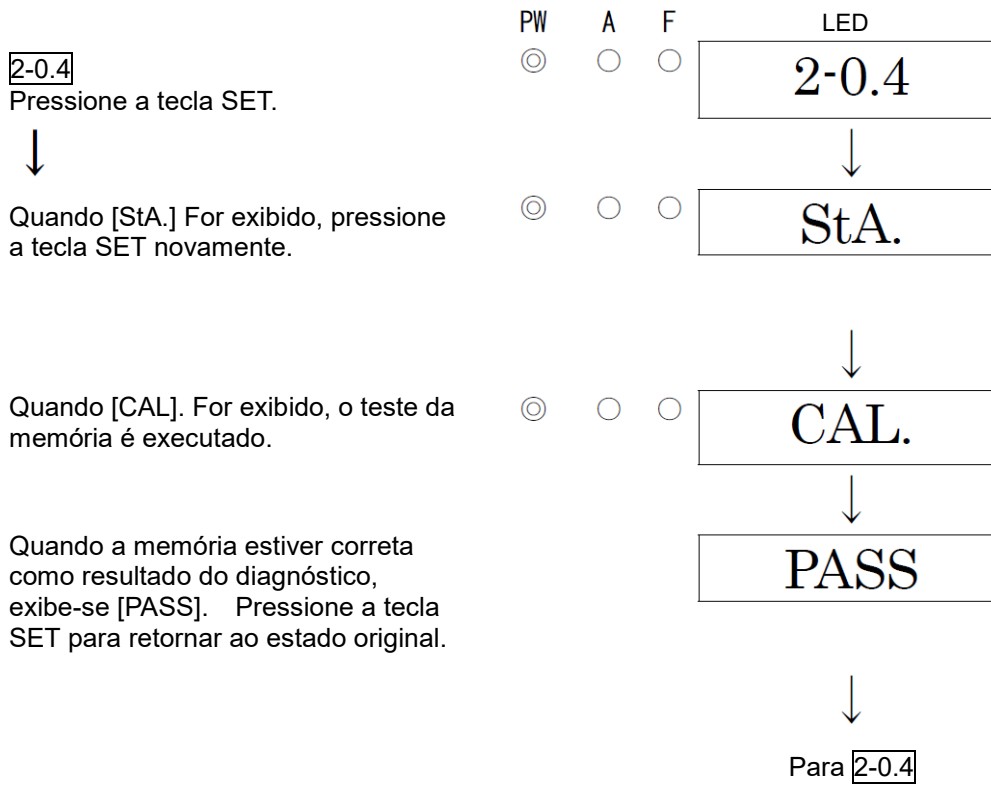 PW A F LED
2-0.4
Pressione a tecla SET.
2-0.4
Quando [StA.] For exibido, pressione
a tecla SET novamente.
StA.
Quando [CAL]. For exibido, o teste da
memória é executado.
CAL.
Quando a memória estiver correta
como resultado do diagnóstico,
exibe-se [PASS]. Pressione a tecla
SET para retornar ao estado original.
PASS
Para 2-0.4